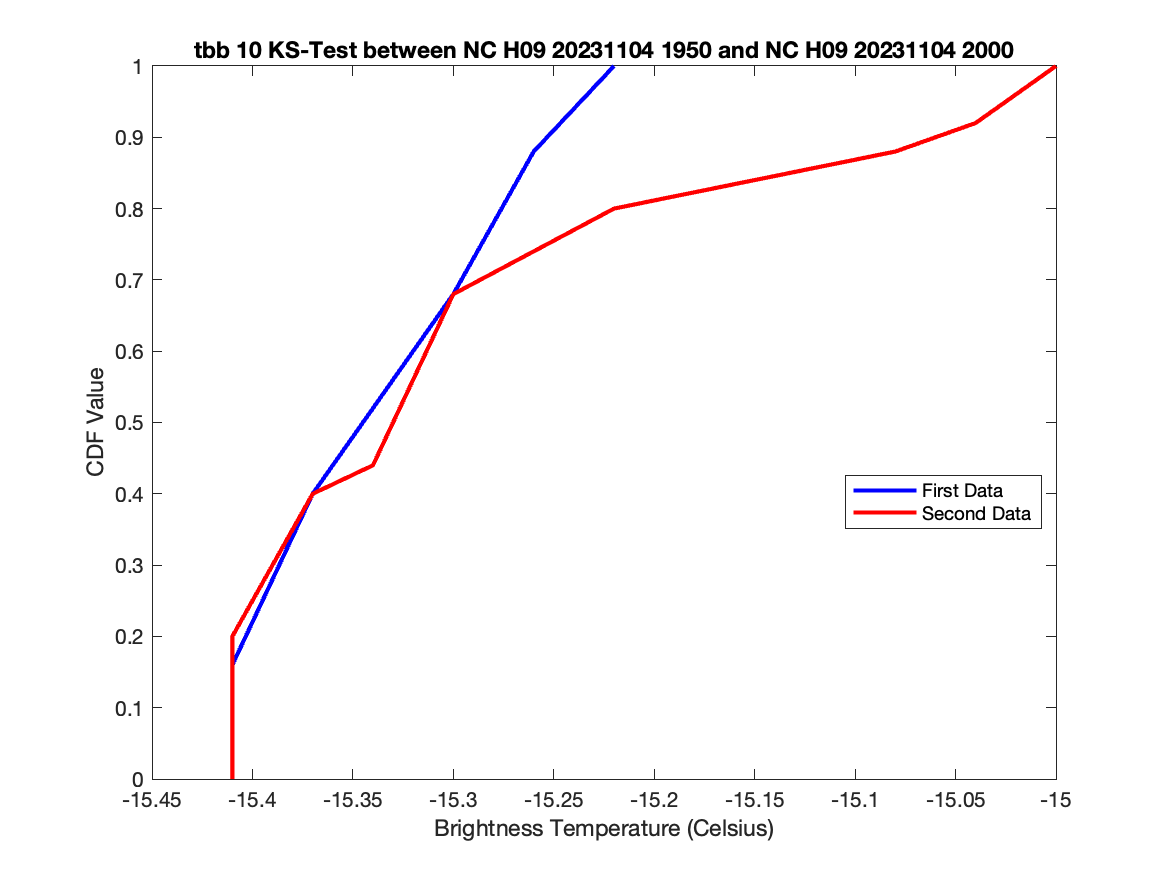 tbb 10 KS-Test between NC H09 20231104 1950 and NC H09 20231104 2000
1
0.9
0.8
0.7
0.6
0.5
0.4
0.3
0.2
0.1
0
CDF Value
First Data
Second Data
-15.45 -15.4 -15.35 -15.3 -15.25 -15.2 -15.15 -15.1 -15.05 -15
Brightness Temperature (Celsius)